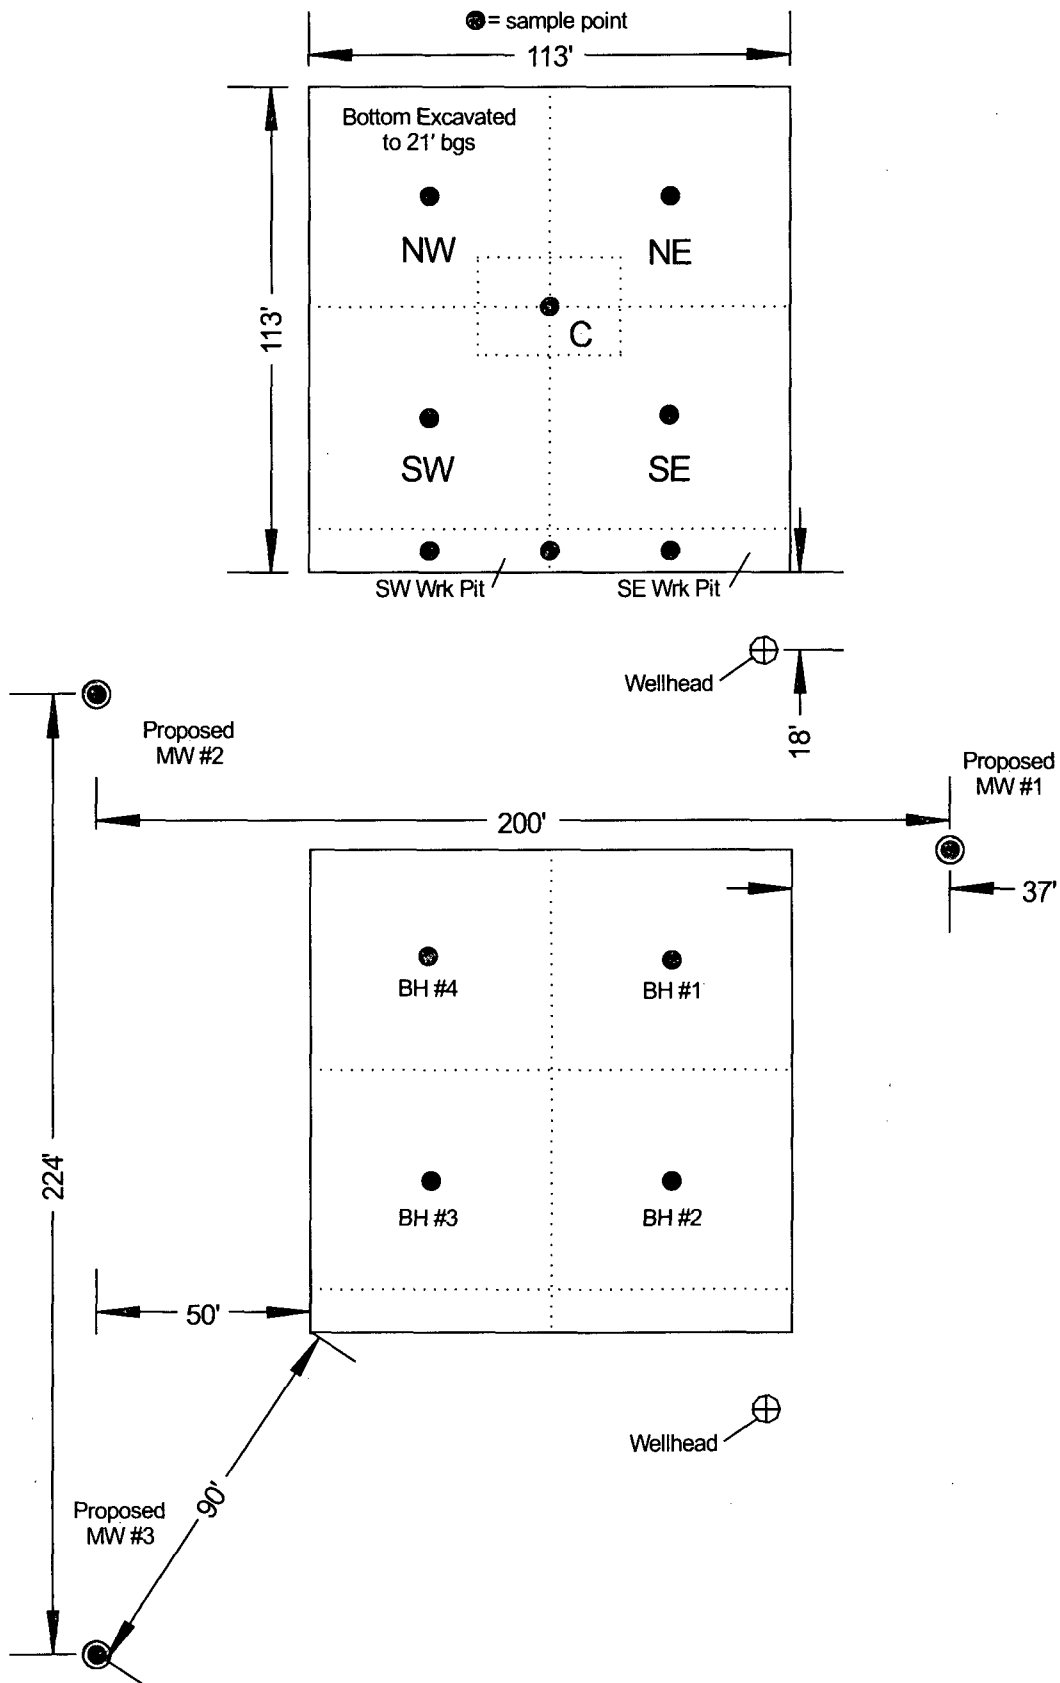 = sample point
113'
Bottom Excavated
to 21' bgs
NW
NE
113'
C
SW
SE
SW Wrk Pit
SE Wrk Pit
Wellhead
18'
Proposed
MW #2
Proposed
MW #1
200'
37'
BH #4
BH #1
224'
BH #3
BH #2
50'
Wellhead
90'
Proposed
MW #3